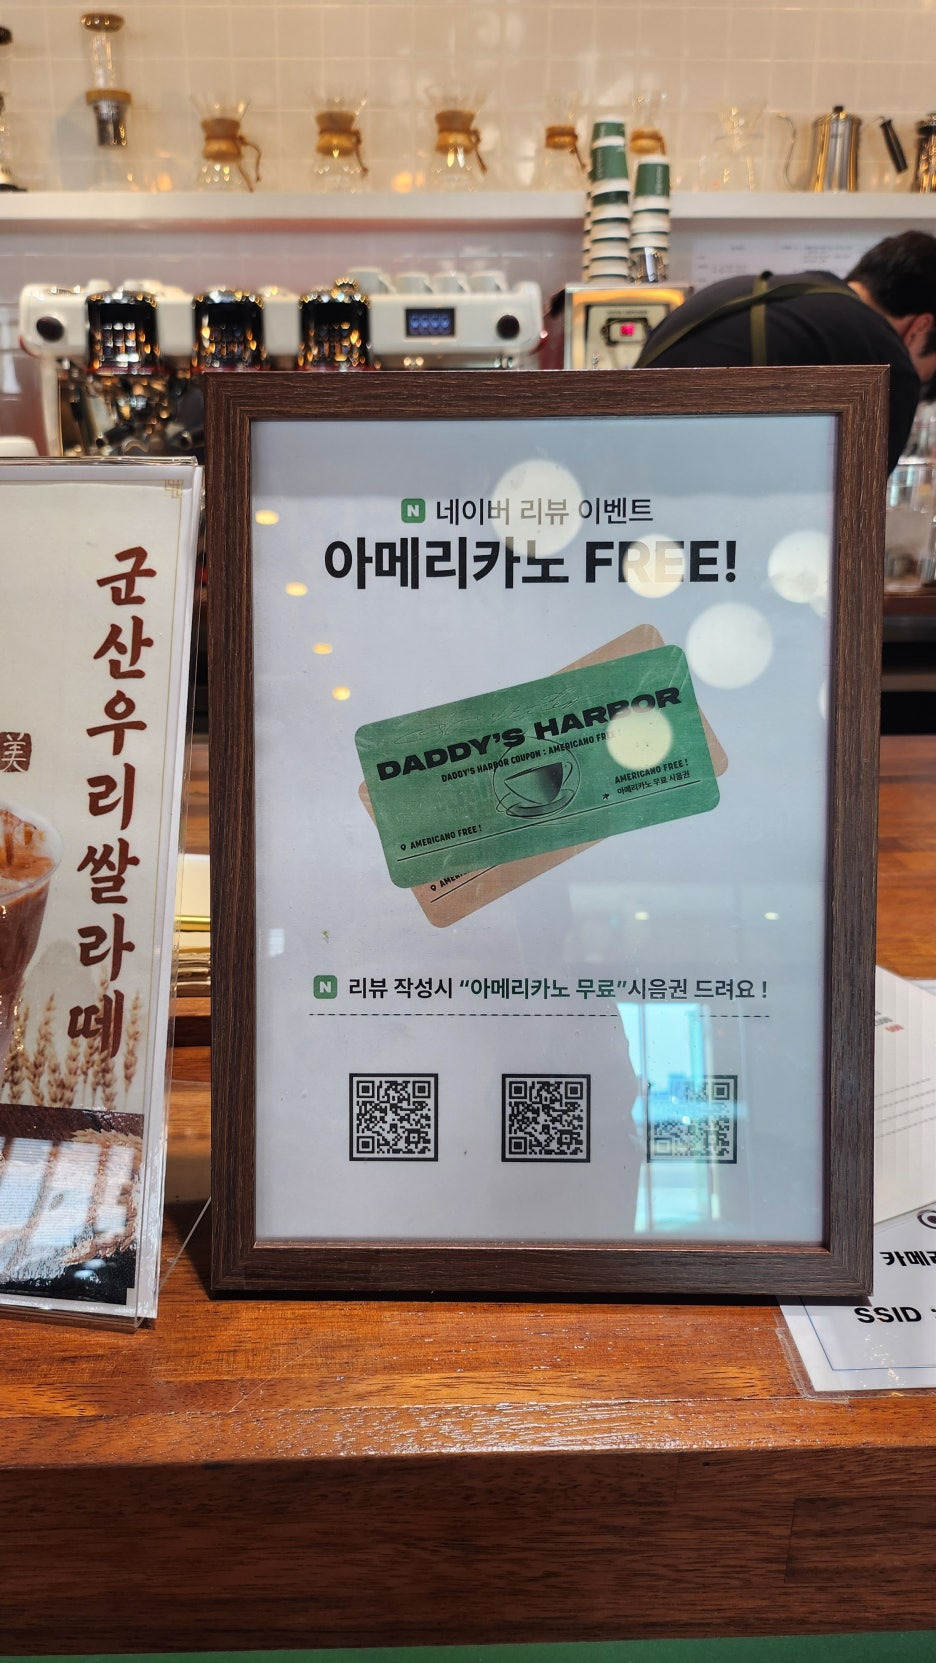 군산우리쌀라떼
美
N 네이버 리뷰 이벤트
아메리카노 FREE!
DADDY'S HARBOR
DADDY'S HARBOR COUPON : AMERICANO FREE!
AMERICANO FREE!
아메리카노 무료 시음권
AMERICANO FREE!
N 리뷰 작성시 “아메리카노 무료”시음권 드려요 !
SSID :